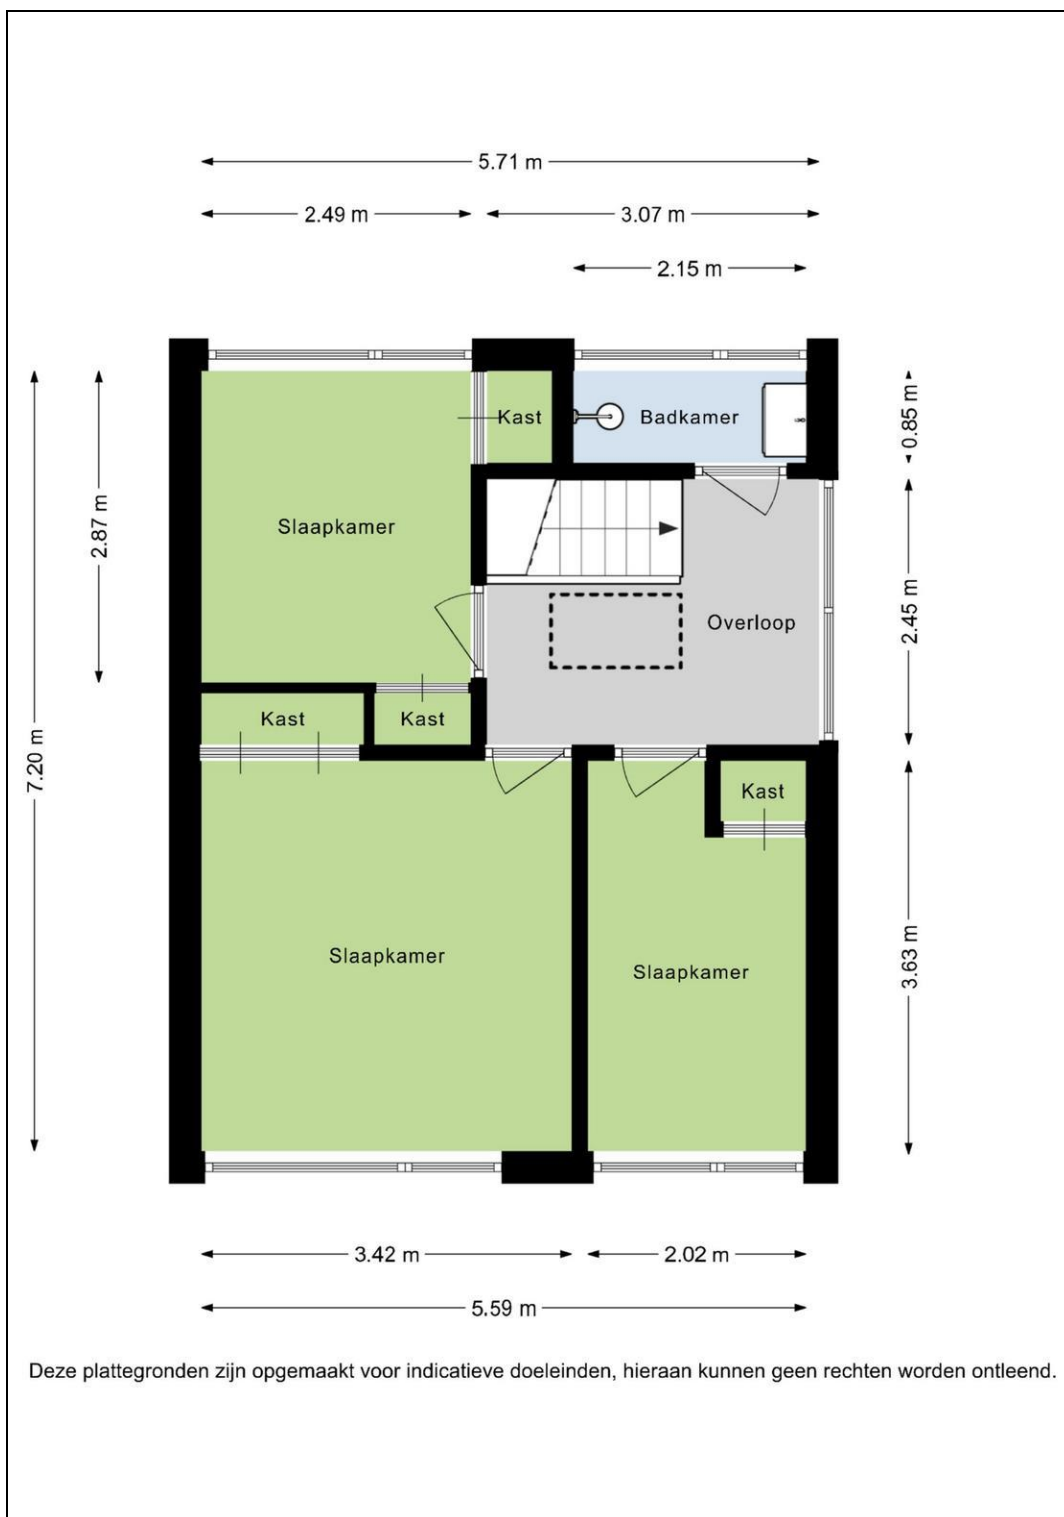 5.71 m
2.49 m
3.07 m
2.15 m
Kast
Badkamer
0.85 m
Slaapkamer
2.87 m
Overloop
2.45 m
Kast
Kast
7.20 m
Kast
Slaapkamer
Slaapkamer
3.63 m
3.42 m
2.02 m
5.59 m
Deze plattegronden zijn opgemaakt voor indicatieve doeleinden, hieraan kunnen geen rechten worden ontleend.